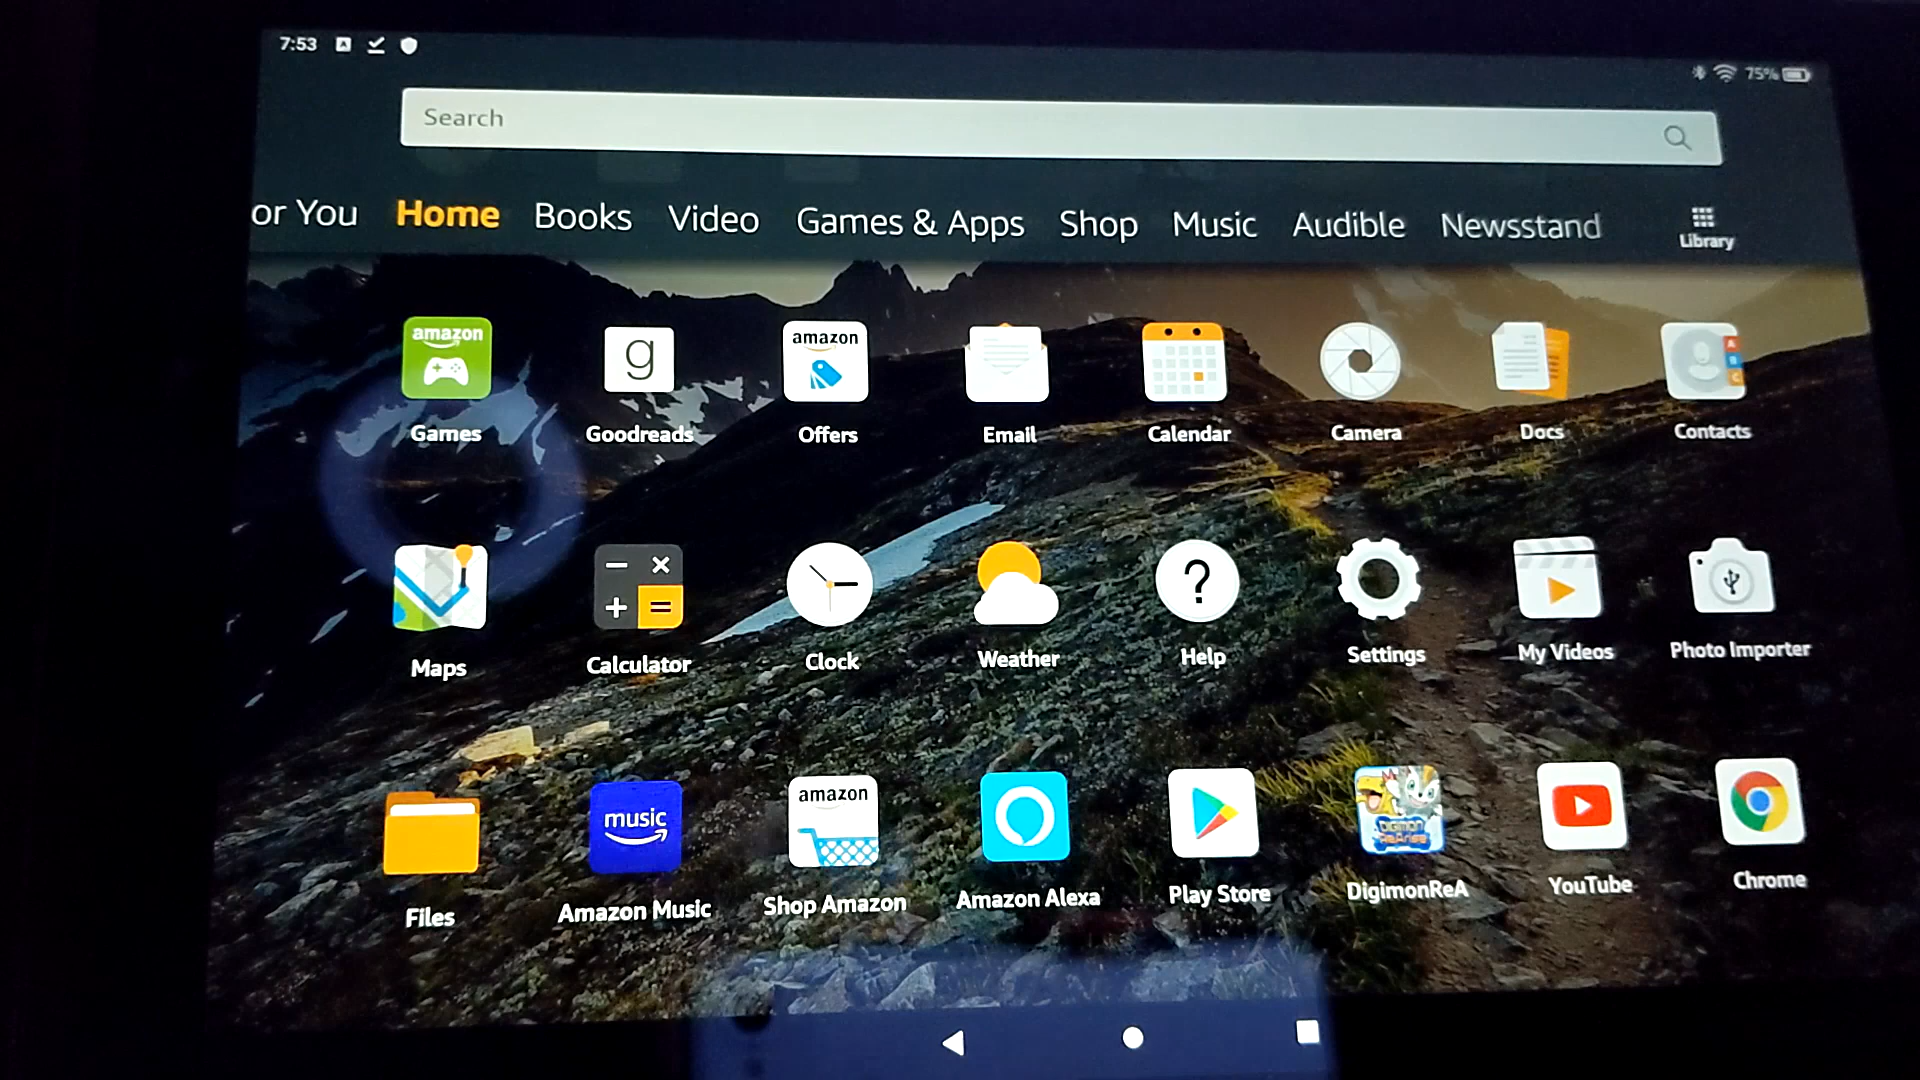 7:53
75%
Search
or You Home Books Video Games & Apps Shop Music Audible Newsstand Library
amazon
g
amazon
A
B
C
Games Goodreads Offers Email Calendar Camera Docs Contacts
− ×
+ =
?
Maps Calculator Clock Weather Help Settings My Videos Photo Importer
music
amazon
DIGIMON
ReArise
Files Amazon Music Shop Amazon Amazon Alexa Play Store DigimonReA YouTube Chrome